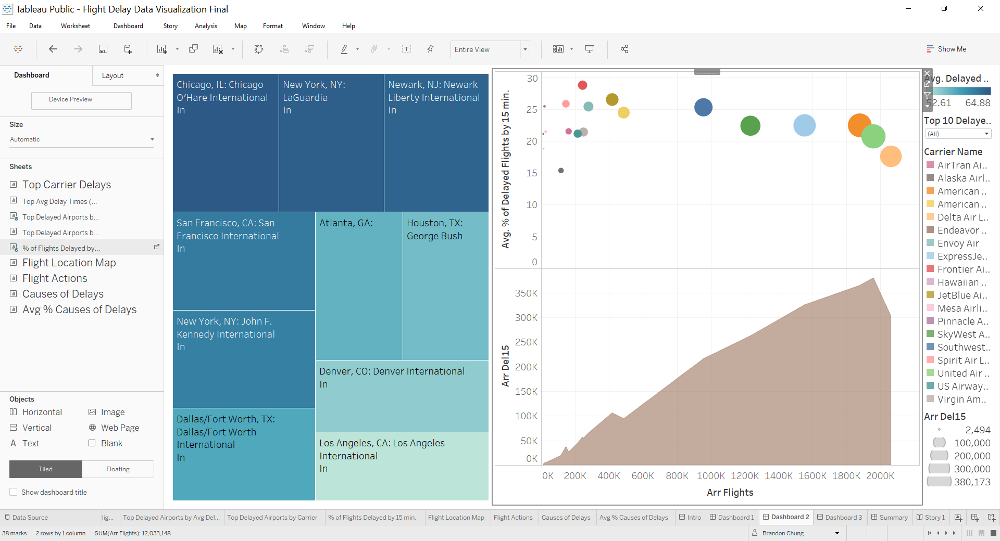 Tableau Public - Flight Delay Data Visualization Final
File Data Worksheet Dashboard Story Analysis Map Format Window Help
Entire View
Show Me
Dashboard
Layout
Device Preview
Size
Automatic
Sheets
Top Carrier Delays
Top Avg Delay Times (...
Top Delayed Airports b...
Top Delayed Airports b...
% of Flights Delayed by...
Flight Location Map
Flight Actions
Causes of Delays
Avg % Causes of Delays
Objects
Horizontal
Image
Vertical
Web Page
A Text
Blank
Tiled
Floating
Show dashboard title
Chicago, IL: Chicago
O'Hare International
In
New York, NY:
LaGuardia
In
Newark, NJ: Newark
Liberty International
In
San Francisco, CA: San
Francisco International
In
Atlanta, GA:
Houston, TX:
George Bush
New York, NY: John F.
Kennedy International
In
Denver, CO: Denver International
In
Dallas/Fort Worth, TX:
Dallas/Fort Worth
International
In
Los Angeles, CA: Los Angeles
International
In
Avg. % of Delayed Flights by 15 min.
30
25
20
15
10
5
0
Arr Del15
350K
300K
250K
200K
150K
100K
50K
0K
0K 200K 400K 600K 800K 1000K 1200K 1400K 1600K 1800K 2000K
Arr Flights
Avg. Delayed ..
52.61 64.88
Top 10 Delaye..
(All)
Carrier Name
AirTran Ai..
Alaska Airl..
American ..
American ..
Delta Air L..
Endeavor ..
Envoy Air
ExpressJe..
Frontier Ai..
Hawaiian ..
JetBlue Ai..
Mesa Airli..
Pinnacle A..
SkyWest A..
Southwest..
Spirit Air L..
United Air ..
US Airway..
Virgin Am..
Arr Del15
2,494
100,000
200,000
300,000
380,173
Data Source lig... Top Delayed Airports by Avg Del... Top Delayed Airports by Carrier % of Flights Delayed by 15 min. Flight Location Map Flight Actions Causes of Delays Avg % Causes of Delays Intro Dashboard 1 Dashboard 2 Dashboard 3 Summary Story 1
38 marks 2 rows by 1 column SUM(Arr Flights): 12,033,148
Brandon Chung